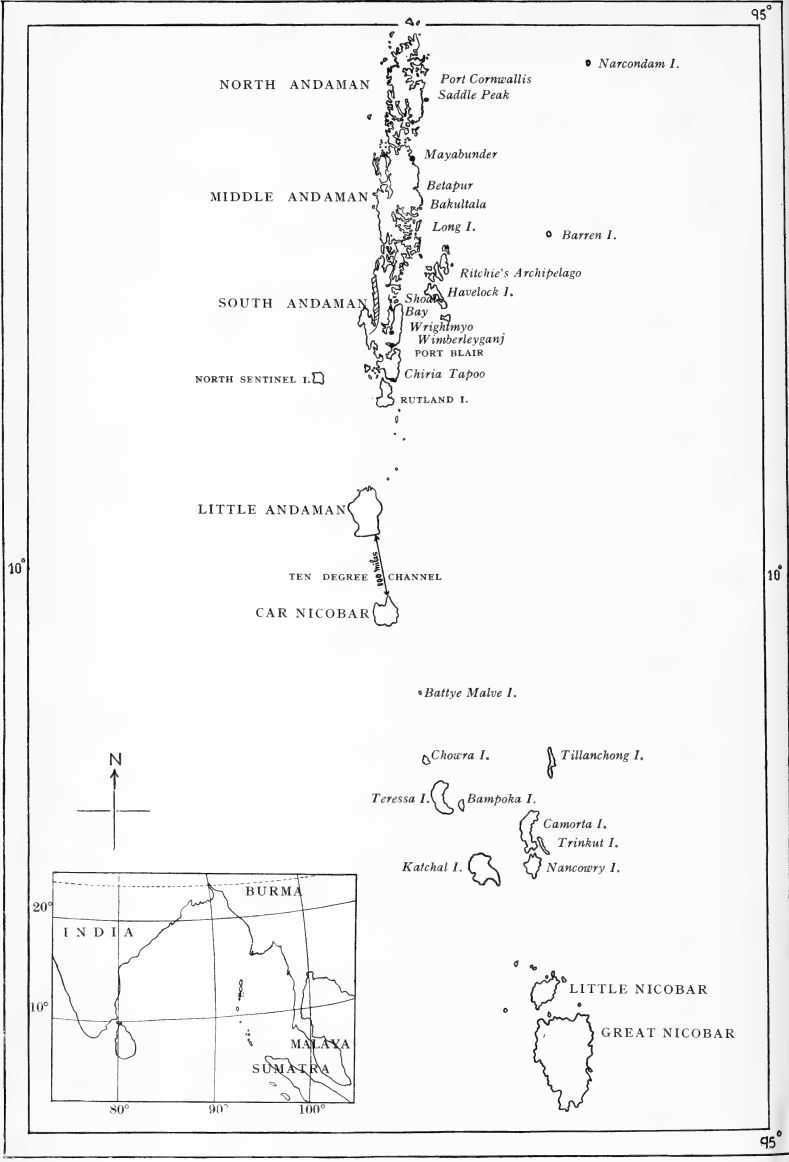 95°
Narcondam I.
NORTH ANDAMAN
Port Cornwallis
Saddle Peak
Mayabunder
MIDDLE ANDAMAN
Betapur
Bakultala
Long I.
Barren I.
Ritchie's Archipelago
Havelock I.
SOUTH ANDAMAN
Shoal
Bay
Wrightmyo
Wimberleyganj
PORT BLAIR
Chiria Tapoo
NORTH SENTINEL I.
RUTLAND I.
LITTLE ANDAMAN
10°
100 miles
TEN DEGREE CHANNEL
10°
CAR NICOBAR
Battye Malve I.
Chowra I.
Tillanchong I.
N
Teressa I.
Bampoka I.
Camorta I.
Trinkut I.
Katchal I.
Nancowry I.
BURMA
20°
INDIA
10°
MALAYA
SUMATRA
80°
90°
100°
LITTLE NICOBAR
GREAT NICOBAR
95°